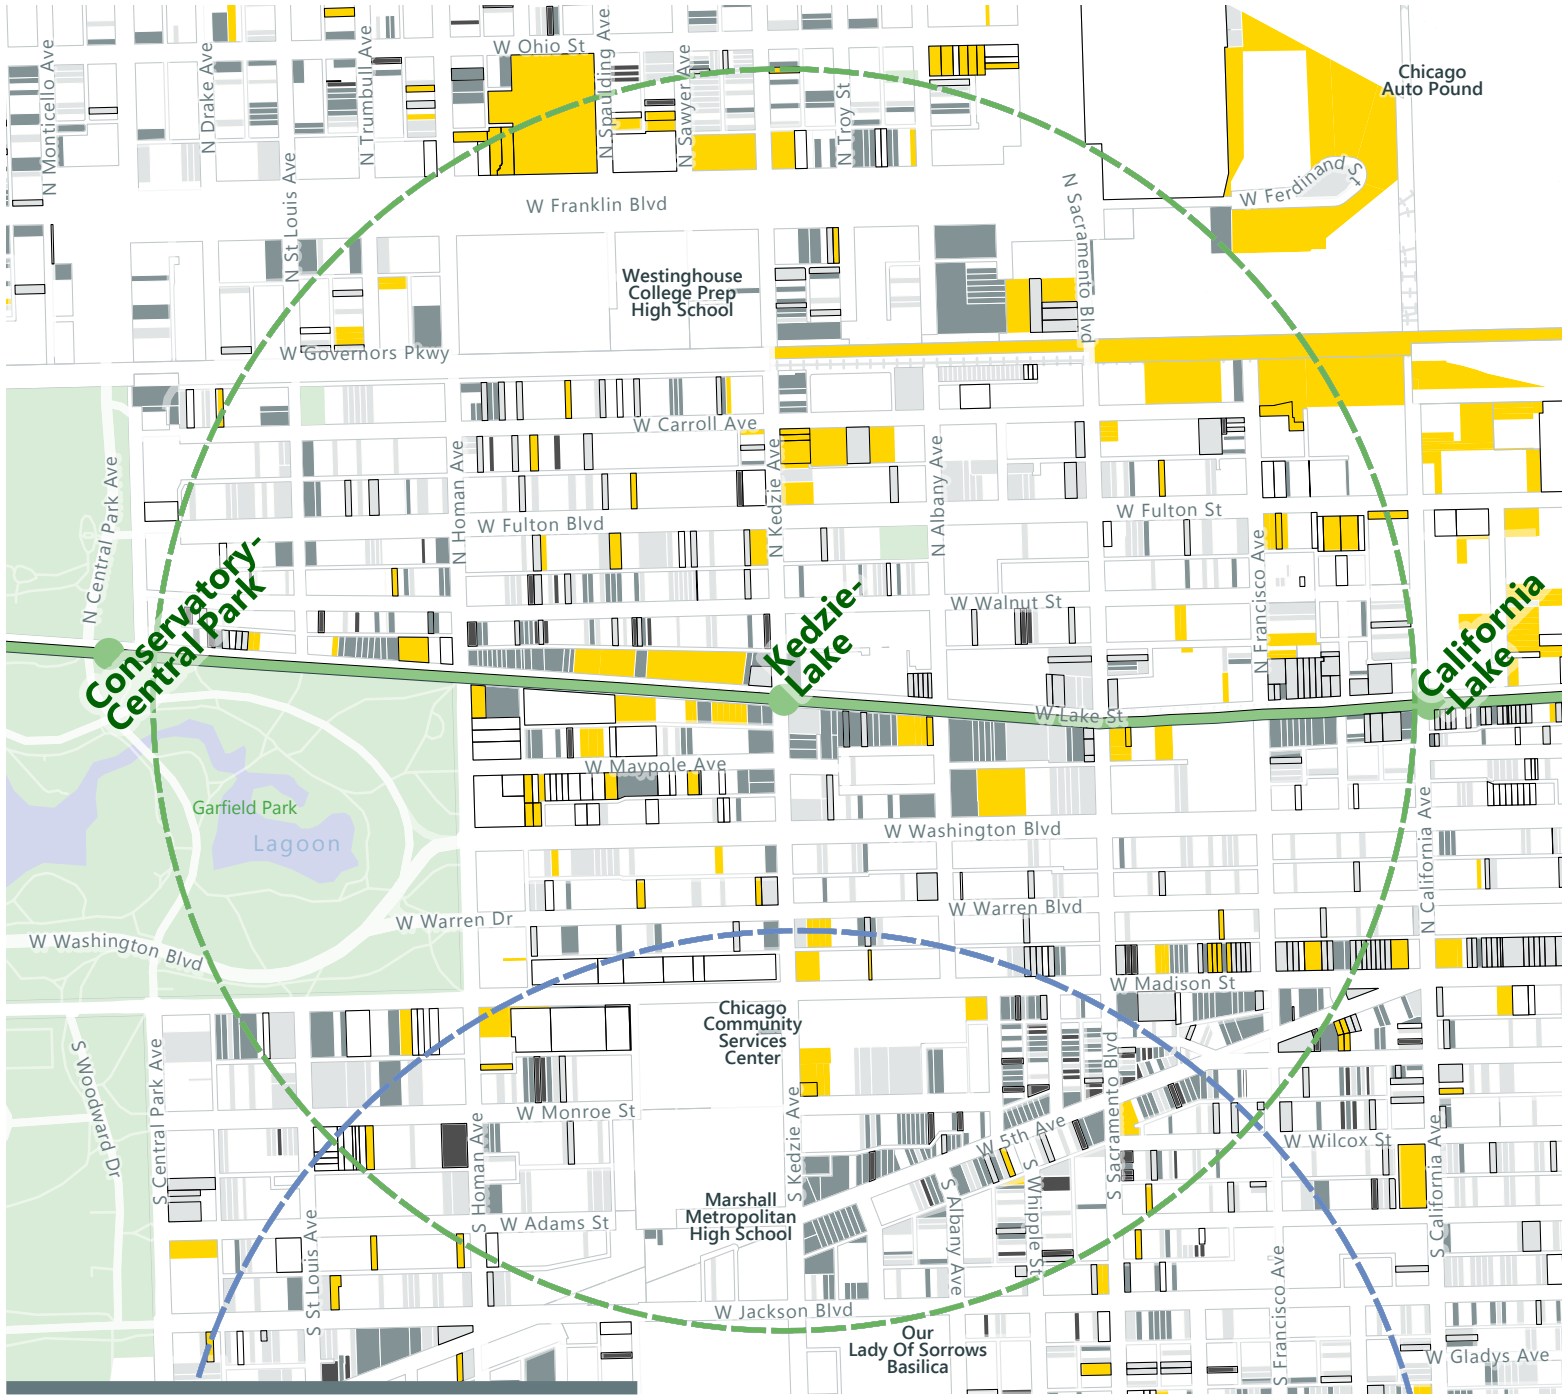 W Ohio St
N Monticello Ave
N Drake Ave
N Trumbull Ave
N Spaulding Ave
N Sawyer Ave
N Troy St
Chicago
Auto Pound
N St Louis Ave
W Franklin Blvd
N Sacramento Blvd
W Ferdinand St
Westinghouse
College Prep
High School
W Governors Pkwy
W Carroll Ave
N Central Park Ave
N Homan Ave
N Kedzie Ave
N Albany Ave
W Fulton Blvd
W Fulton St
N Francisco Ave
Conservatory-
Central Park
Kedzie-
Lake
W Walnut St
California
-Lake
W Lake St
W Maypole Ave
Garfield Park
Lagoon
W Washington Blvd
N California Ave
W Warren Dr
W Warren Blvd
W Washington Blvd
W Madison St
Chicago
Community
Services
Center
S Woodward Dr
S Central Park Ave
S Homan Ave
W Monroe St
S Kedzie Ave
W 5th Ave
S Sacramento Blvd
W Wilcox St
S California Ave
Marshall
Metropolitan
High School
W Adams St
S St Louis Ave
S Albany Ave
S Whipple St
S Francisco Ave
W Jackson Blvd
Our
Lady Of Sorrows
Basilica
W Gladys Ave